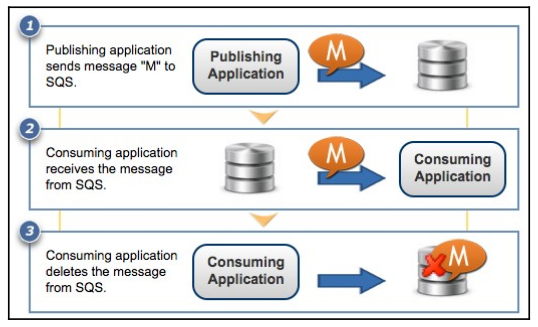 1
Publishing application
sends message "M" to
SQS.
Publishing
Application
M
2
Consuming application
receives the message
from SQS.
M
Consuming
Application
3
Consuming application
deletes the message
from SQS.
Consuming
Application
M